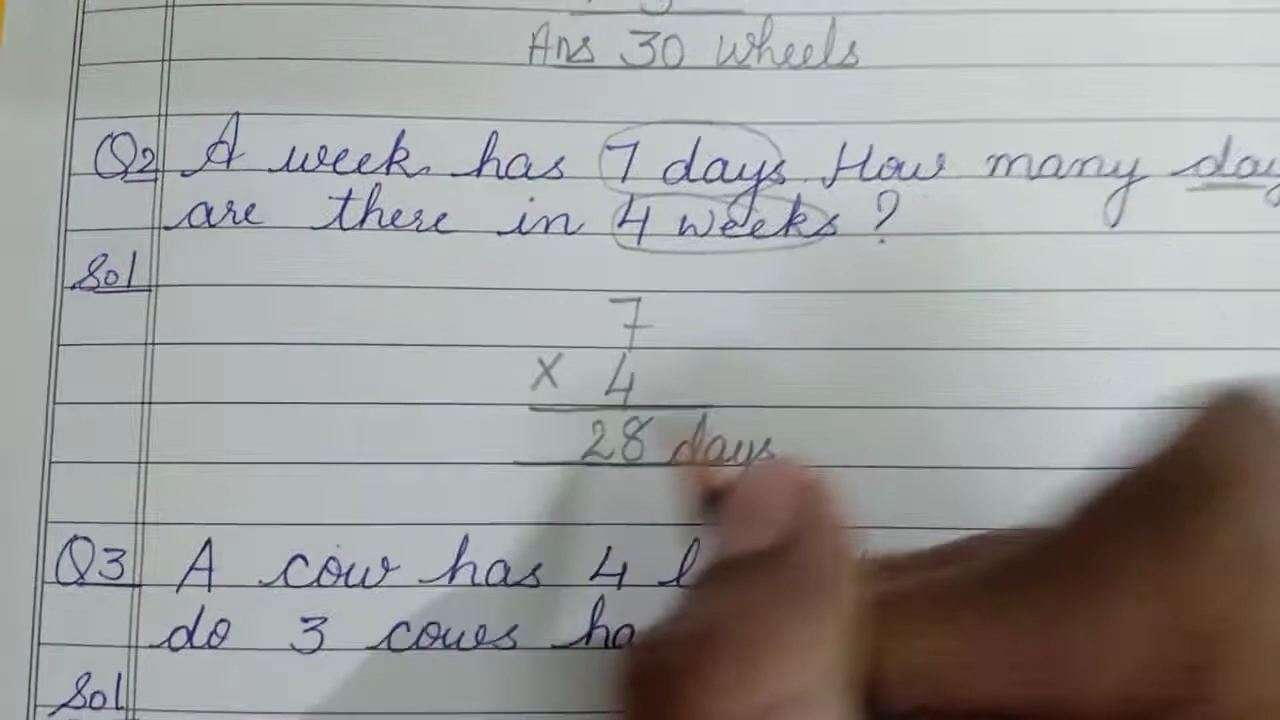 Ans 30 wheels
Q2 A week has 7 days. How many
are there in 4 weeks ?
Sol
7
× 4
28 days
Q3 A cow has 4
do 3 cows
Sol